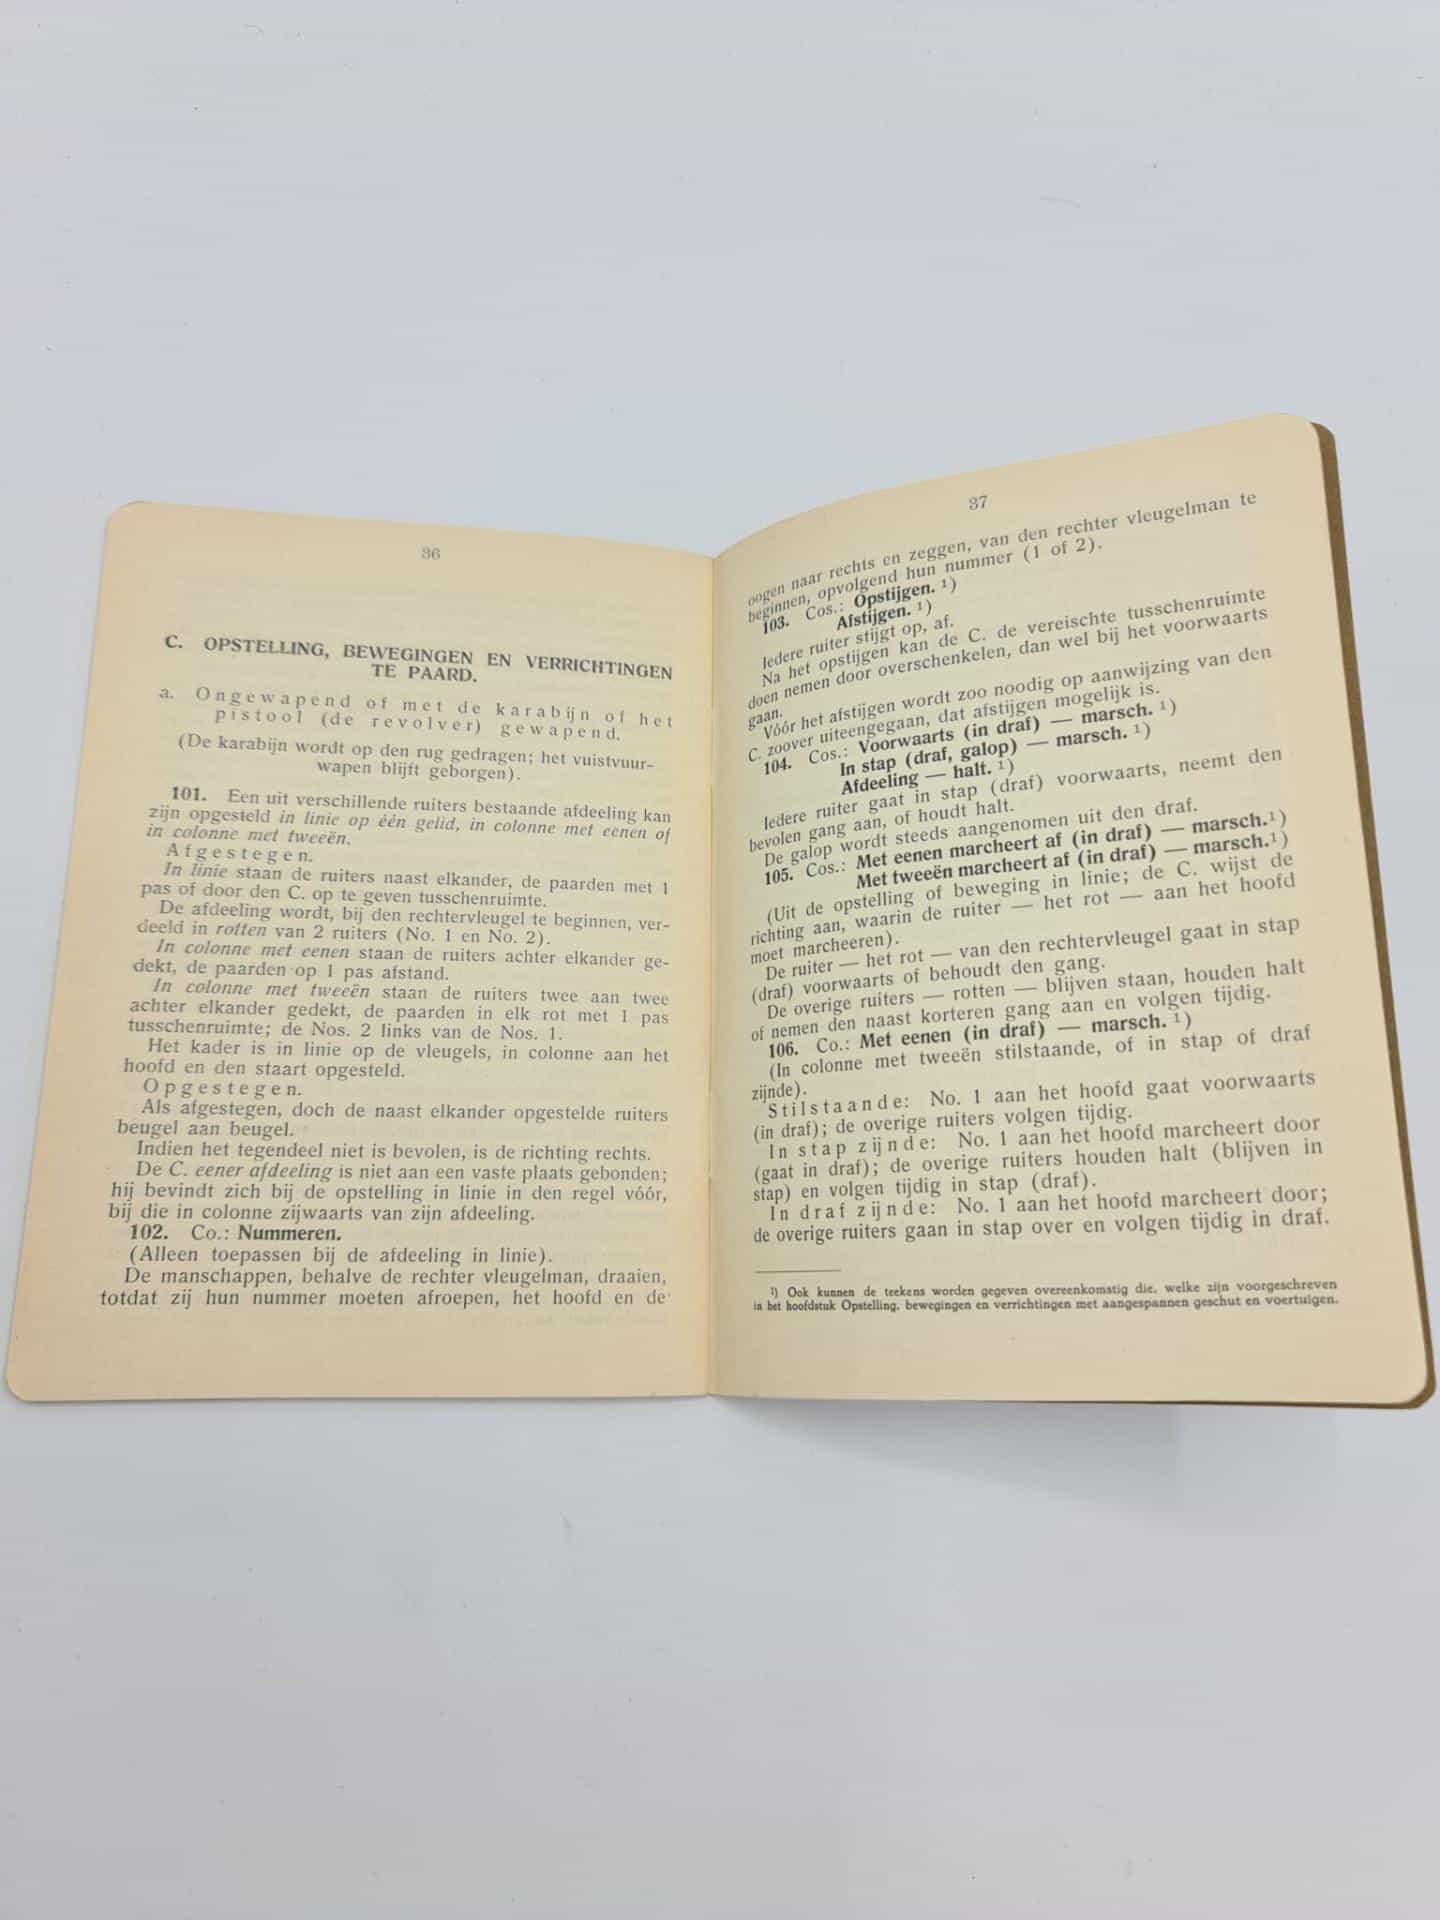 36
C. OPSTELLING, BEWEGINGEN EN VERRICHTINGEN
TE PAARD.
a. Ongewapend of met de karabijn of het
pistool (de revolver) gewapend.
(De karabijn wordt op den rug gedragen; het vuistvuur-
wapen blijft geborgen).
101. Een uit verschillende ruiters bestaande afdeeling kan
zijn opgesteld in linie op één gelid, in colonne met eenen of
in colonne met tweeën.
Afgestegen.
In linie staan de ruiters naast elkander, de paarden met 1
pas of door den C. op te geven tusschenruimte.
De afdeeling wordt, bij den rechtervleugel te beginnen, ver-
deeld in rotten van 2 ruiters (No. 1 en No. 2).
In colonne met eenen staan de ruiters achter elkander ge-
dekt, de paarden op 1 pas afstand.
In colonne met tweeën staan de ruiters twee aan twee
achter elkander gedekt, de paarden in elk rot met 1 pas
tusschenruimte; de Nos. 2 links van de Nos. 1.
Het kader is in linie op de vleugels, in colonne aan het
hoofd en den staart opgesteld.
Opgestegen.
Als afgestegen, doch de naast elkander opgestelde ruiters
beugel aan beugel.
Indien het tegendeel niet is bevolen, is de richting rechts.
De C. eener afdeeling is niet aan een vaste plaats gebonden;
hij bevindt zich bij de opstelling in linie in den regel vóór,
bij die in colonne zijwaarts van zijn afdeeling.
102. Co.: Nummeren.
(Alleen toepassen bij de afdeeling in linie).
De manschappen, behalve de rechter vleugelman, draaien,
totdat zij hun nummer moeten afroepen, het hoofd en de
37
oogen naar rechts en zeggen, van den rechter vleugelman te
beginnen, opvolgend hun nummer (1 of 2).
103. Cos.: Opstijgen. ¹)
Afstijgen. ¹)
Iedere ruiter stijgt op, af.
Na het opstijgen kan de C. de vereischte tusschenruimte
doen nemen door overschenkelen, dan wel bij het voorwaarts
gaan.
Vóór het afstijgen wordt zoo noodig op aanwijzing van den
C. zoover uiteengegaan, dat afstijgen mogelijk is.
104. Cos.: Voorwaarts (in draf) — marsch. ¹)
In stap (draf, galop) — marsch. ¹)
Afdeeling — halt. ¹)
Iedere ruiter gaat in stap (draf) voorwaarts, neemt den
bevolen gang aan, of houdt halt.
De galop wordt steeds aangenomen uit den draf.
105. Cos.: Met eenen marcheert af (in draf) — marsch.¹)
Met tweeën marcheert af (in draf) — marsch.¹)
(Uit de opstelling of beweging in linie; de C. wijst de
richting aan, waarin de ruiter — het rot — aan het hoofd
moet marcheeren).
De ruiter — het rot — van den rechtervleugel gaat in stap
(draf) voorwaarts of behoudt den gang.
De overige ruiters — rotten — blijven staan, houden halt
of nemen den naast korteren gang aan en volgen tijdig.
106. Co.: Met eenen (in draf) — marsch. ¹)
(In colonne met tweeën stilstaande, of in stap of draf
zijnde).
Stilstaande: No. 1 aan het hoofd gaat voorwaarts
(in draf); de overige ruiters volgen tijdig.
In stap zijnde: No. 1 aan het hoofd marcheert door
(gaat in draf); de overige ruiters houden halt (blijven in
stap) en volgen tijdig in stap (draf).
In draf zijnde: No. 1 aan het hoofd marcheert door;
de overige ruiters gaan in stap over en volgen tijdig in draf.
¹) Ook kunnen de teekens worden gegeven overeenkomstig die, welke zijn voorgeschreven
in het hoofdstuk Opstelling, bewegingen en verrichtingen met aangespannen geschut en voertuigen.